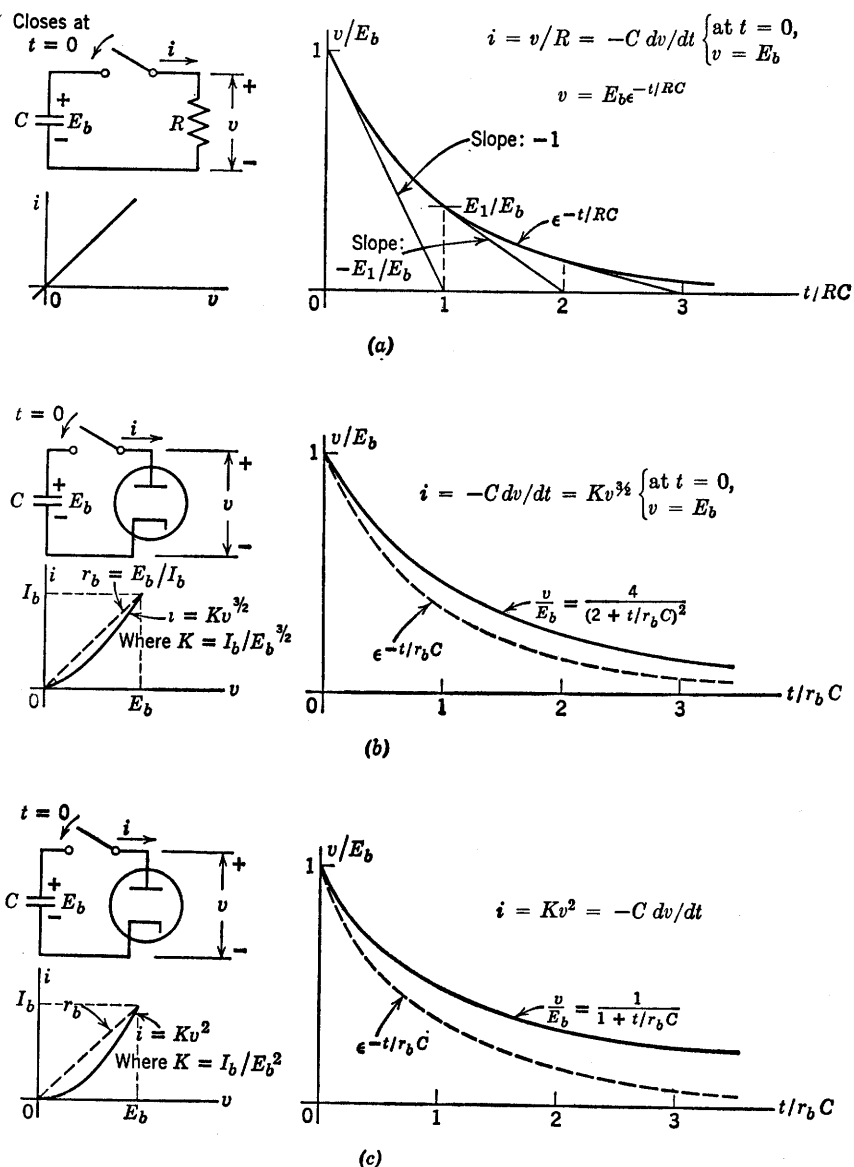 Closes at
t = 0
i
C
+
−
E_b
R
v
+
−
i
0
v
v/E_b
1
i = v/R = −C dv/dt { at t = 0, v = E_b
v = E_b ϵ^−t/RC
Slope: −1
E_1/E_b
ϵ^−t/RC
Slope:
−E_1/E_b
0 1 2 3 t/RC
(a)
t = 0
i
C
+
−
E_b
v
+
−
i
I_b
r_b = E_b/I_b
ı = Kv^3/2
Where K = I_b/E_b^3/2
0 E_b v
v/E_b
1
i = −C dv/dt = Kv^3/2 { at t = 0, v = E_b
v/E_b = 4/(2 + t/r_bC)^2
ϵ^−t/r_bC
0 1 2 3 t/r_b C
(b)
t = 0
i
C
+
−
E_b
v
+
−
i
I_b
r_b
i = Kv^2
Where K = I_b/E_b^2
0 E_b v
v/E_b
1
i = Kv^2 = −C dv/dt
v/E_b = 1/(1 + t/r_bC)
ϵ^−t/r_bC
0 1 2 3 t/r_b C
(c)